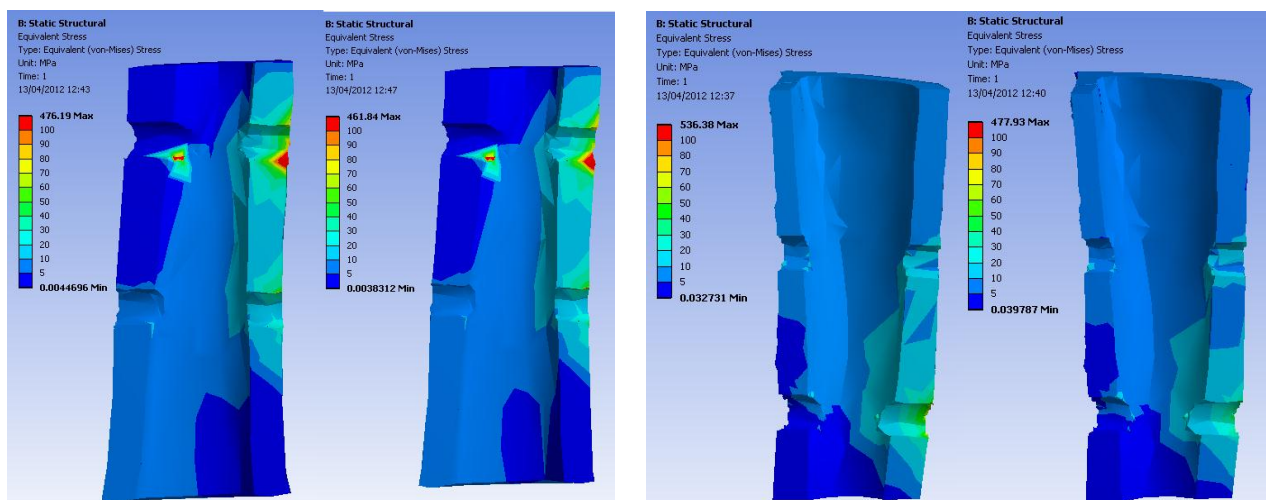 B: Static Structural
Equivalent Stress
Type: Equivalent (von-Mises) Stress
Unit: MPa
Time: 1
13/04/2012 12:43
476.19 Max
100
90
80
70
60
50
40
30
20
10
5
0.0044696 Min
B: Static Structural
Equivalent Stress
Type: Equivalent (von-Mises) Stress
Unit: MPa
Time: 1
13/04/2012 12:47
461.84 Max
100
90
80
70
60
50
40
30
20
10
5
0.0038312 Min
B: Static Structural
Equivalent Stress
Type: Equivalent (von-Mises) Stress
Unit: MPa
Time: 1
13/04/2012 12:37
536.38 Max
100
90
80
70
60
50
40
30
20
10
5
0.032731 Min
B: Static Structural
Equivalent Stress
Type: Equivalent (von-Mises) Stress
Unit: MPa
Time: 1
13/04/2012 12:40
477.93 Max
100
90
80
70
60
50
40
30
20
10
5
0.039787 Min